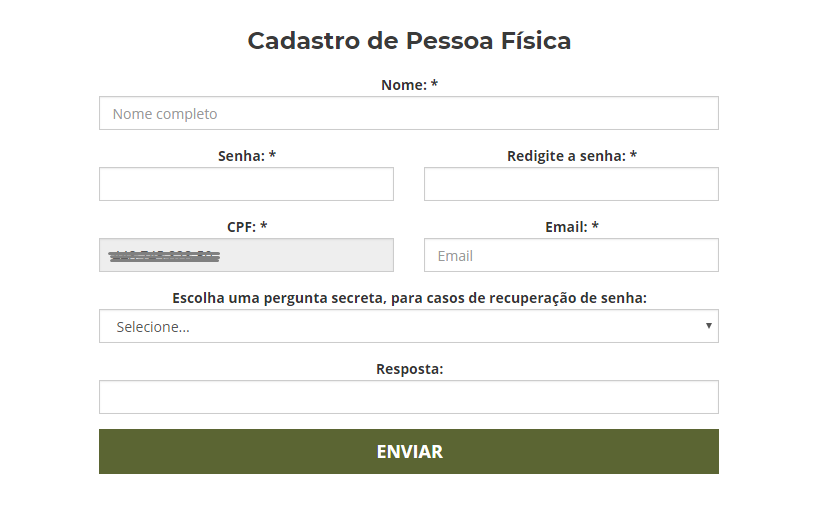 Cadastro de Pessoa Física
Nome: *
Nome completo
Senha: * Redigite a senha: *
CPF: * Email: *
Email
Escolha uma pergunta secreta, para casos de recuperação de senha:
Selecione...
Resposta:
ENVIAR